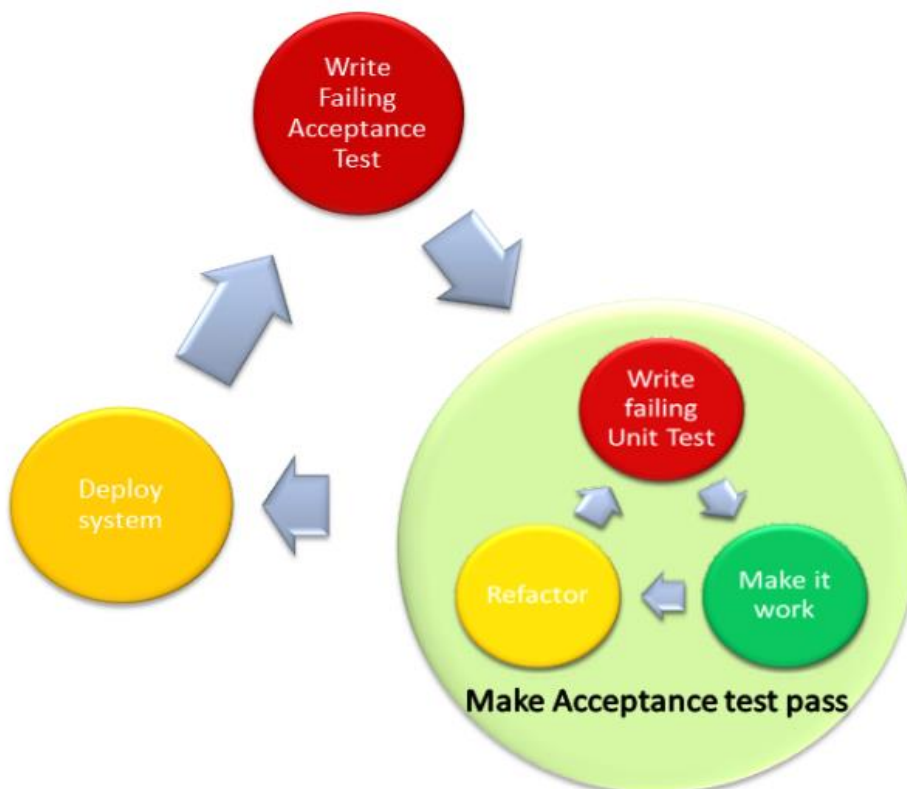 Write
Failing
Acceptance
Test
Write
failing
Unit Test
Deploy
system
Refactor
Make it
work
Make Acceptance test pass